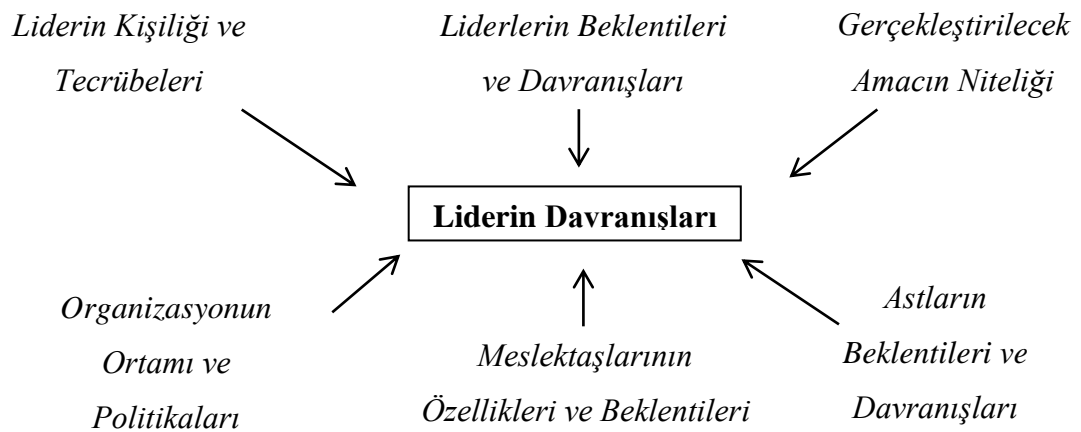 Liderin Kişiliği ve
Tecrübeleri
Liderlerin Beklentileri
ve Davranışları
Gerçekleştirilecek
Amacın Niteliği
Liderin Davranışları
Organizasyonun
Ortamı ve
Politikaları
Meslektaşlarının
Özellikleri ve Beklentileri
Astların
Beklentileri ve
Davranışları